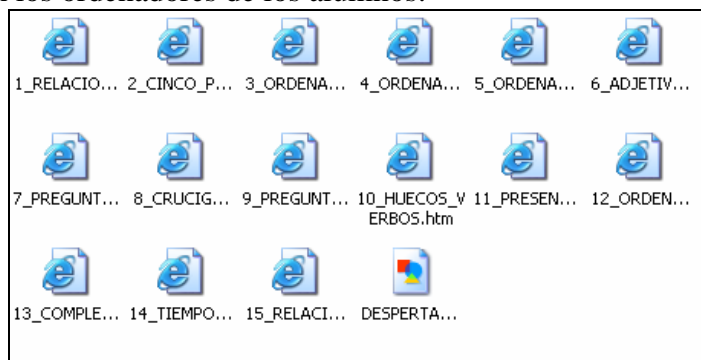 los ordenadores de los alumnos.
1_RELACIO... 2_CINCO_P... 3_ORDENA... 4_ORDENA... 5_ORDENA... 6_ADJETIV...
7_PREGUNT... 8_CRUCIG... 9_PREGUNT... 10_HUECOS_V 11_PRESEN... 12_ORDEN...
ERBOS.htm
13_COMPLE... 14_TIEMPO... 15_RELACI... DESPERTA...